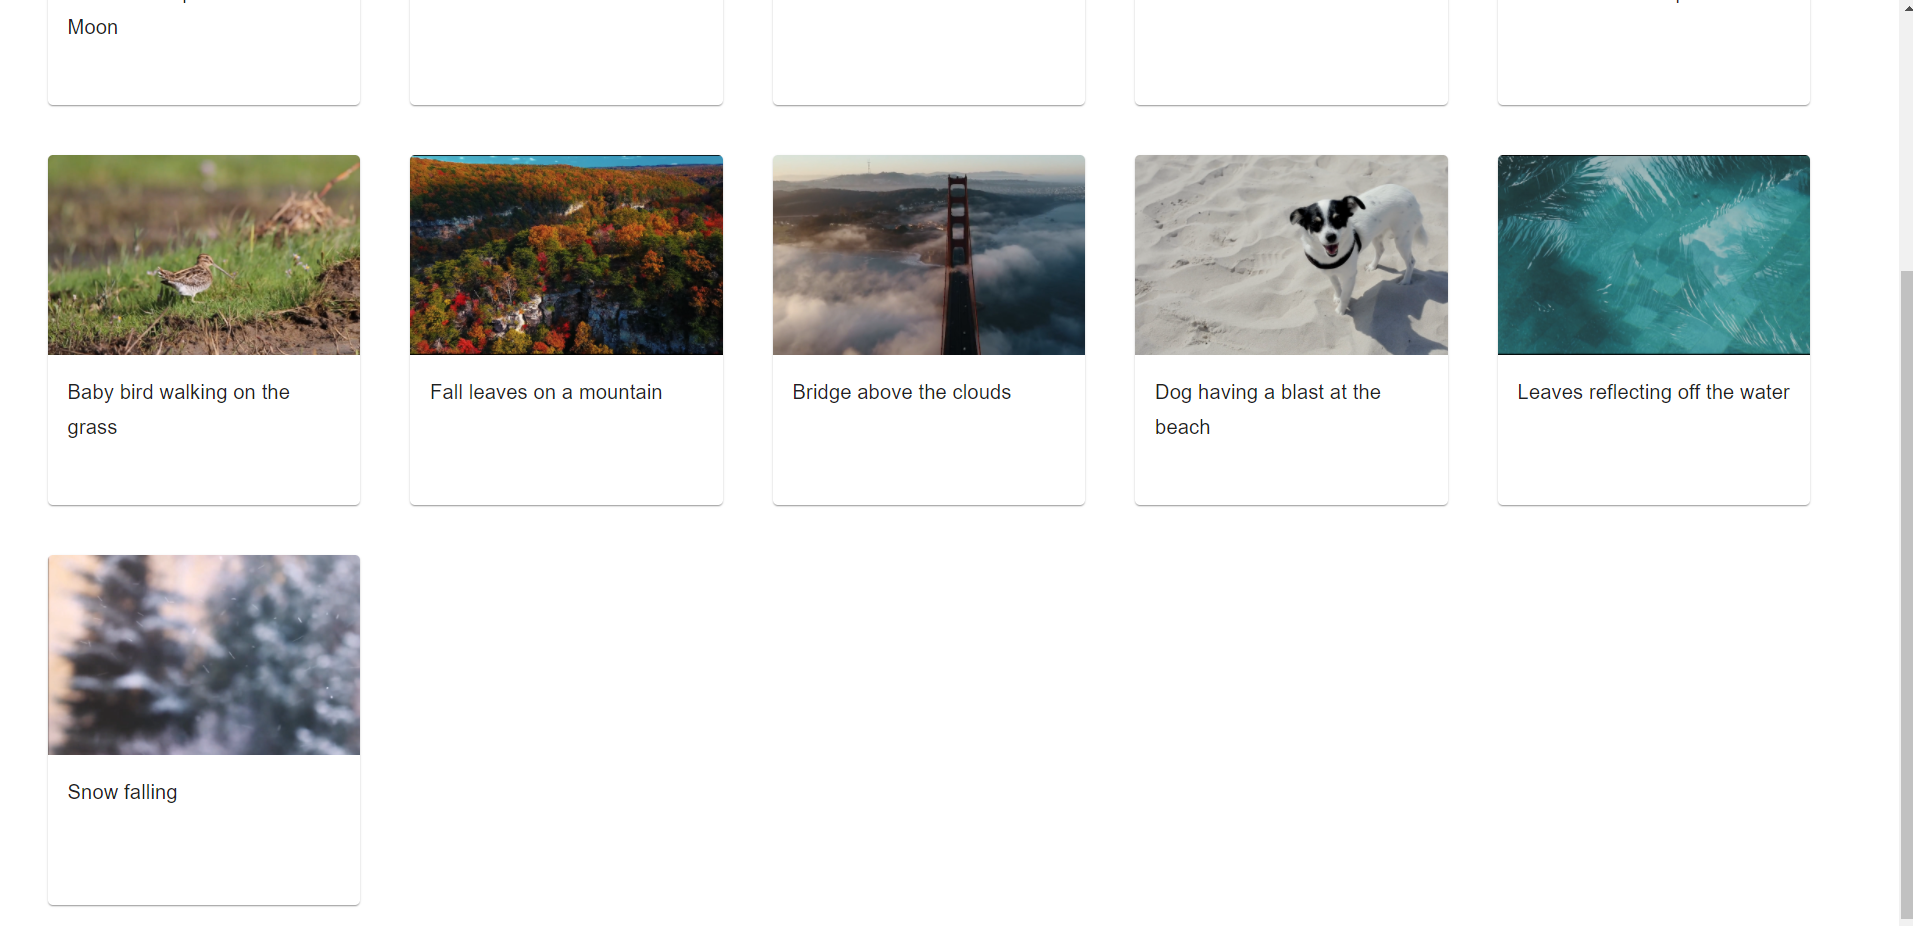 Moon
Baby bird walking on the
grass
Fall leaves on a mountain
Bridge above the clouds
Dog having a blast at the
beach
Leaves reflecting off the water
Snow falling